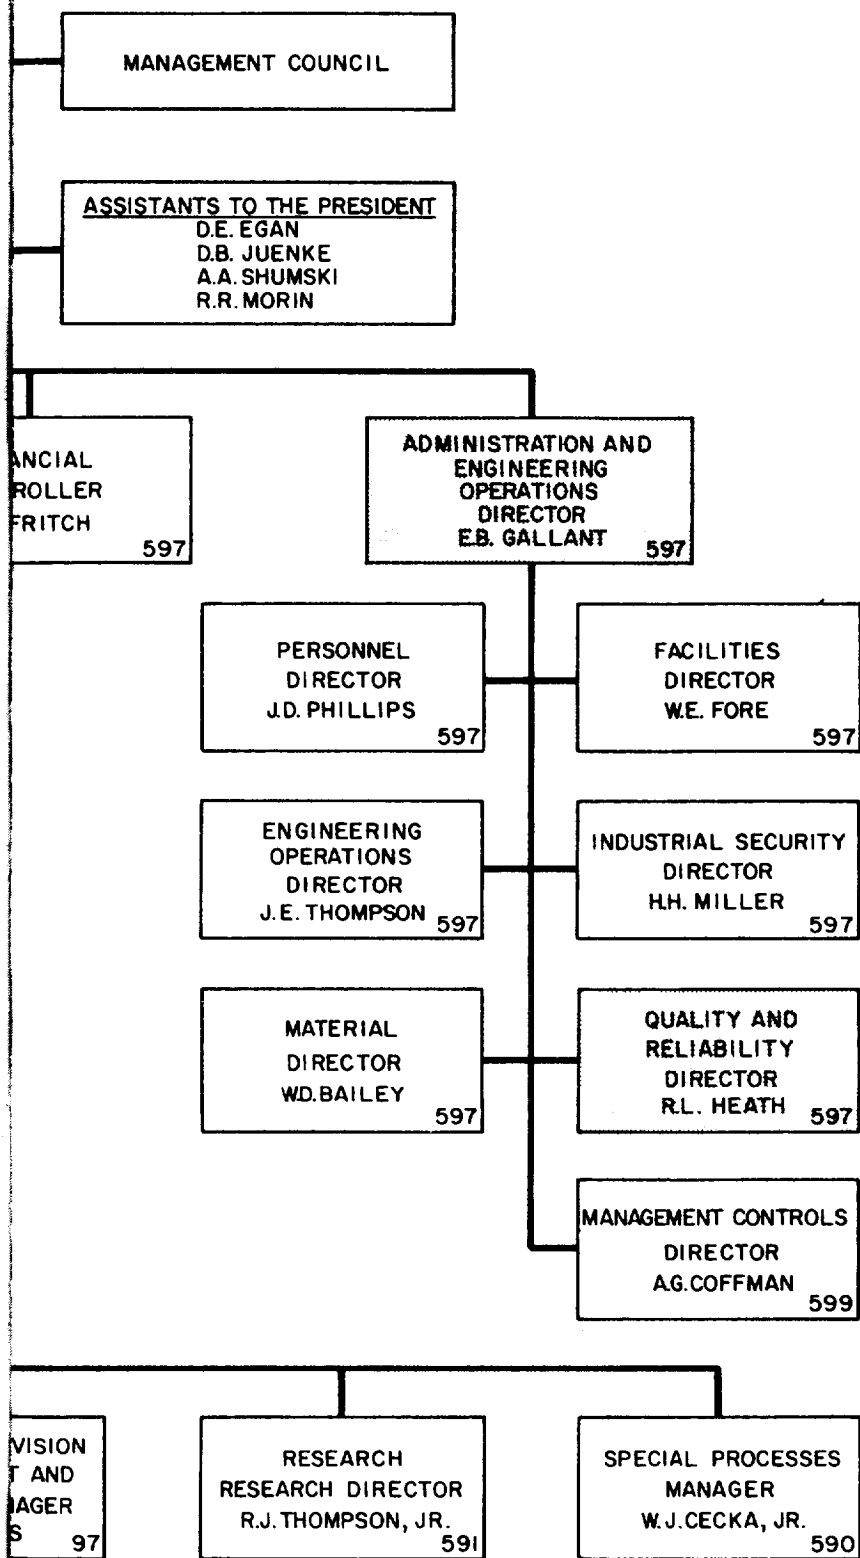 MANAGEMENT COUNCIL
ASSISTANTS TO THE PRESIDENT
D.E. EGAN
D.B. JUENKE
A.A. SHUMSKI
R.R. MORIN
ANCIAL
ROLLER
FRITCH
597
ADMINISTRATION AND
ENGINEERING
OPERATIONS
DIRECTOR
E.B. GALLANT
597
PERSONNEL
DIRECTOR
J.D. PHILLIPS
597
FACILITIES
DIRECTOR
W.E. FORE
597
ENGINEERING
OPERATIONS
DIRECTOR
J.E. THOMPSON
597
INDUSTRIAL SECURITY
DIRECTOR
H.H. MILLER
597
MATERIAL
DIRECTOR
W.D. BAILEY
597
QUALITY AND
RELIABILITY
DIRECTOR
R.L. HEATH
597
MANAGEMENT CONTROLS
DIRECTOR
A.G. COFFMAN
599
VISION
T AND
AGER
S
97
RESEARCH
RESEARCH DIRECTOR
R.J. THOMPSON, JR.
591
SPECIAL PROCESSES
MANAGER
W.J. CECKA, JR.
590